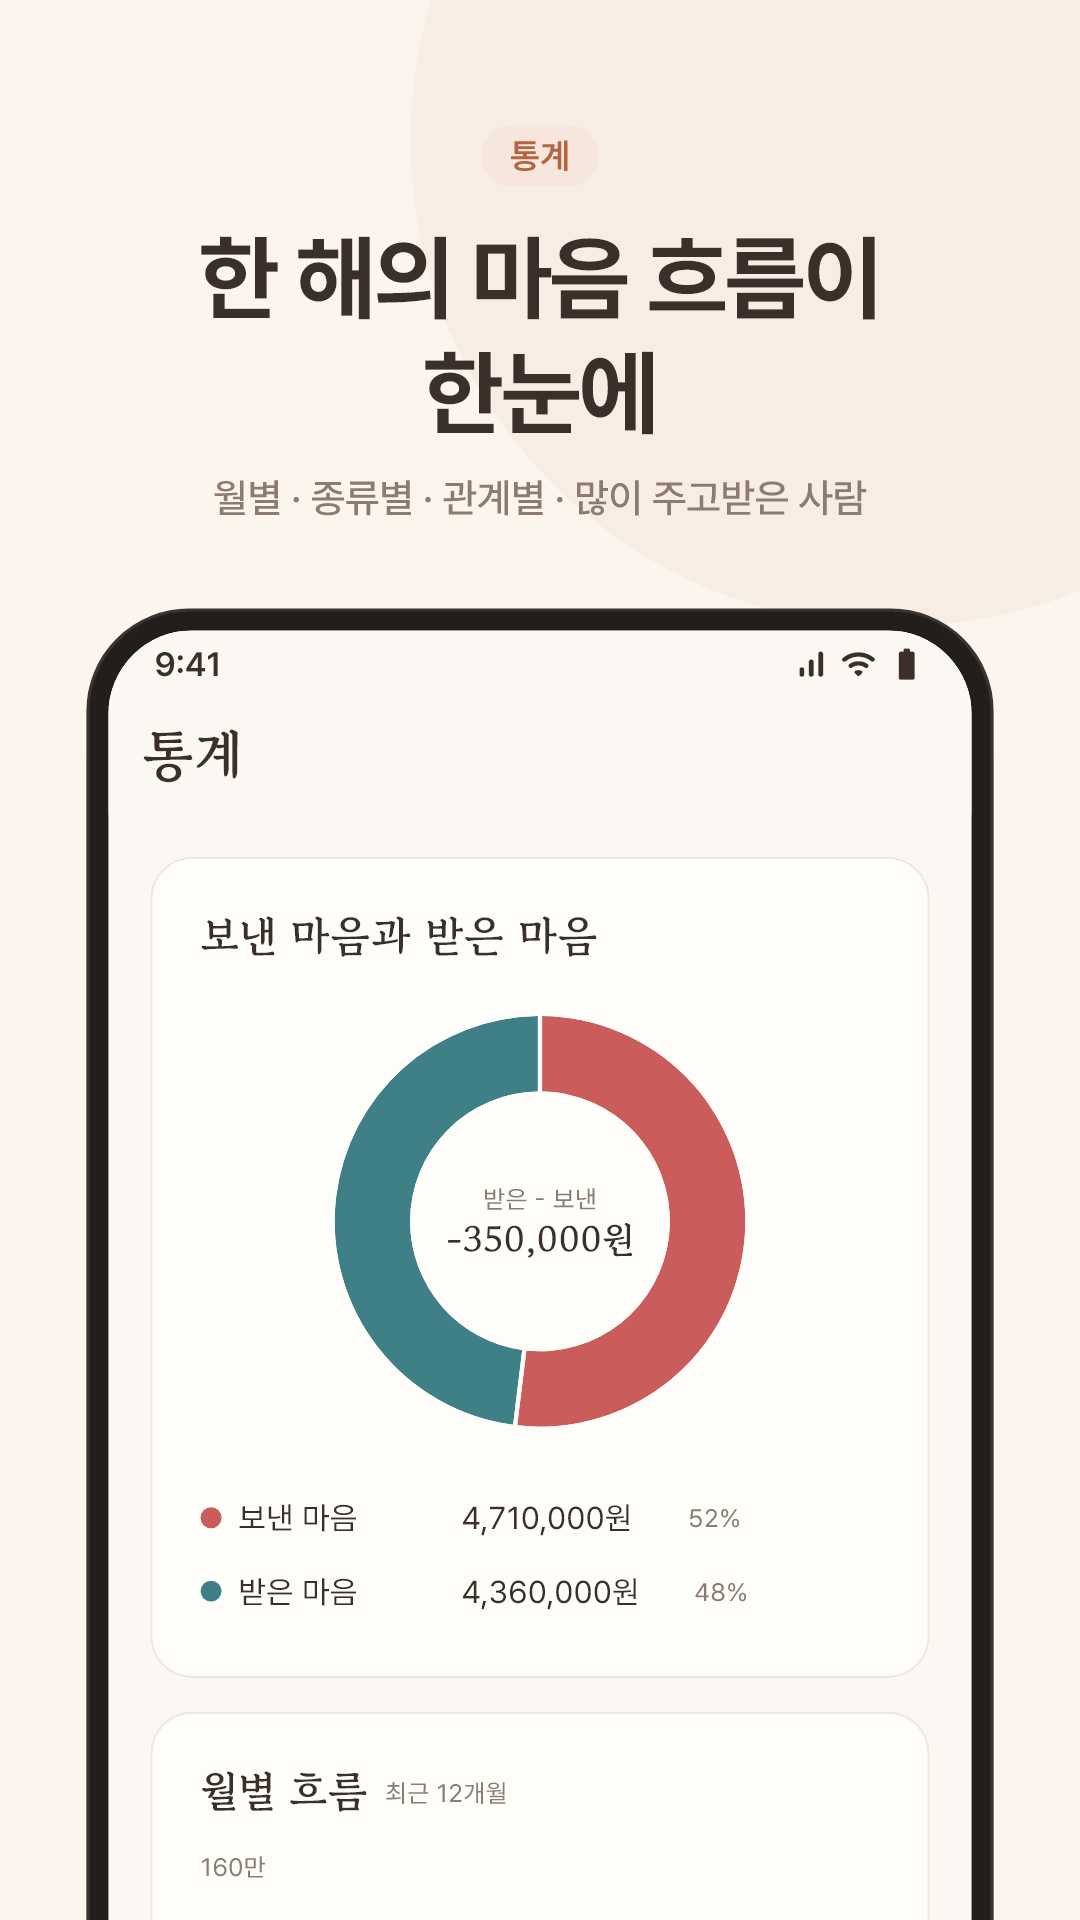 통계
한 해의 마음 흐름이
한눈에
월별 · 종류별 · 관계별 · 많이 주고받은 사람
9:41
통계
보낸 마음과 받은 마음
받은 - 보낸
-350,000원
보낸 마음 4,710,000원 52%
받은 마음 4,360,000원 48%
월별 흐름 최근 12개월
160만